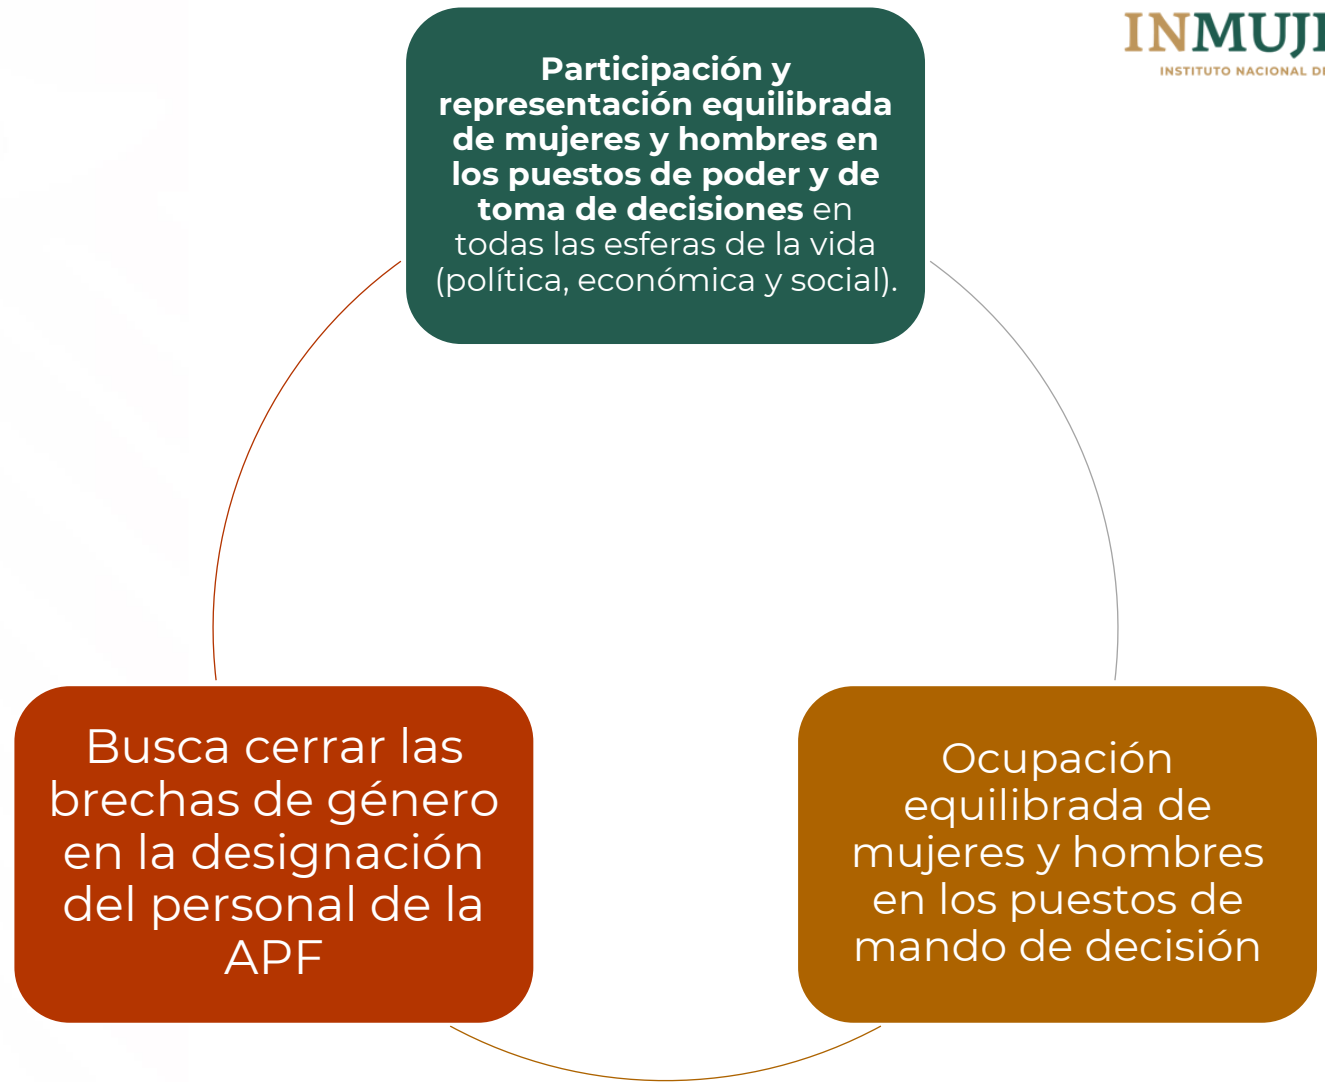 INMUJE
INSTITUTO NACIONAL DE
Participación y
representación equilibrada
de mujeres y hombres en
los puestos de poder y de
toma de decisiones en
todas las esferas de la vida
(política, económica y social).
Busca cerrar las
brechas de género
en la designación
del personal de la
APF
Ocupación
equilibrada de
mujeres y hombres
en los puestos de
mando de decisión